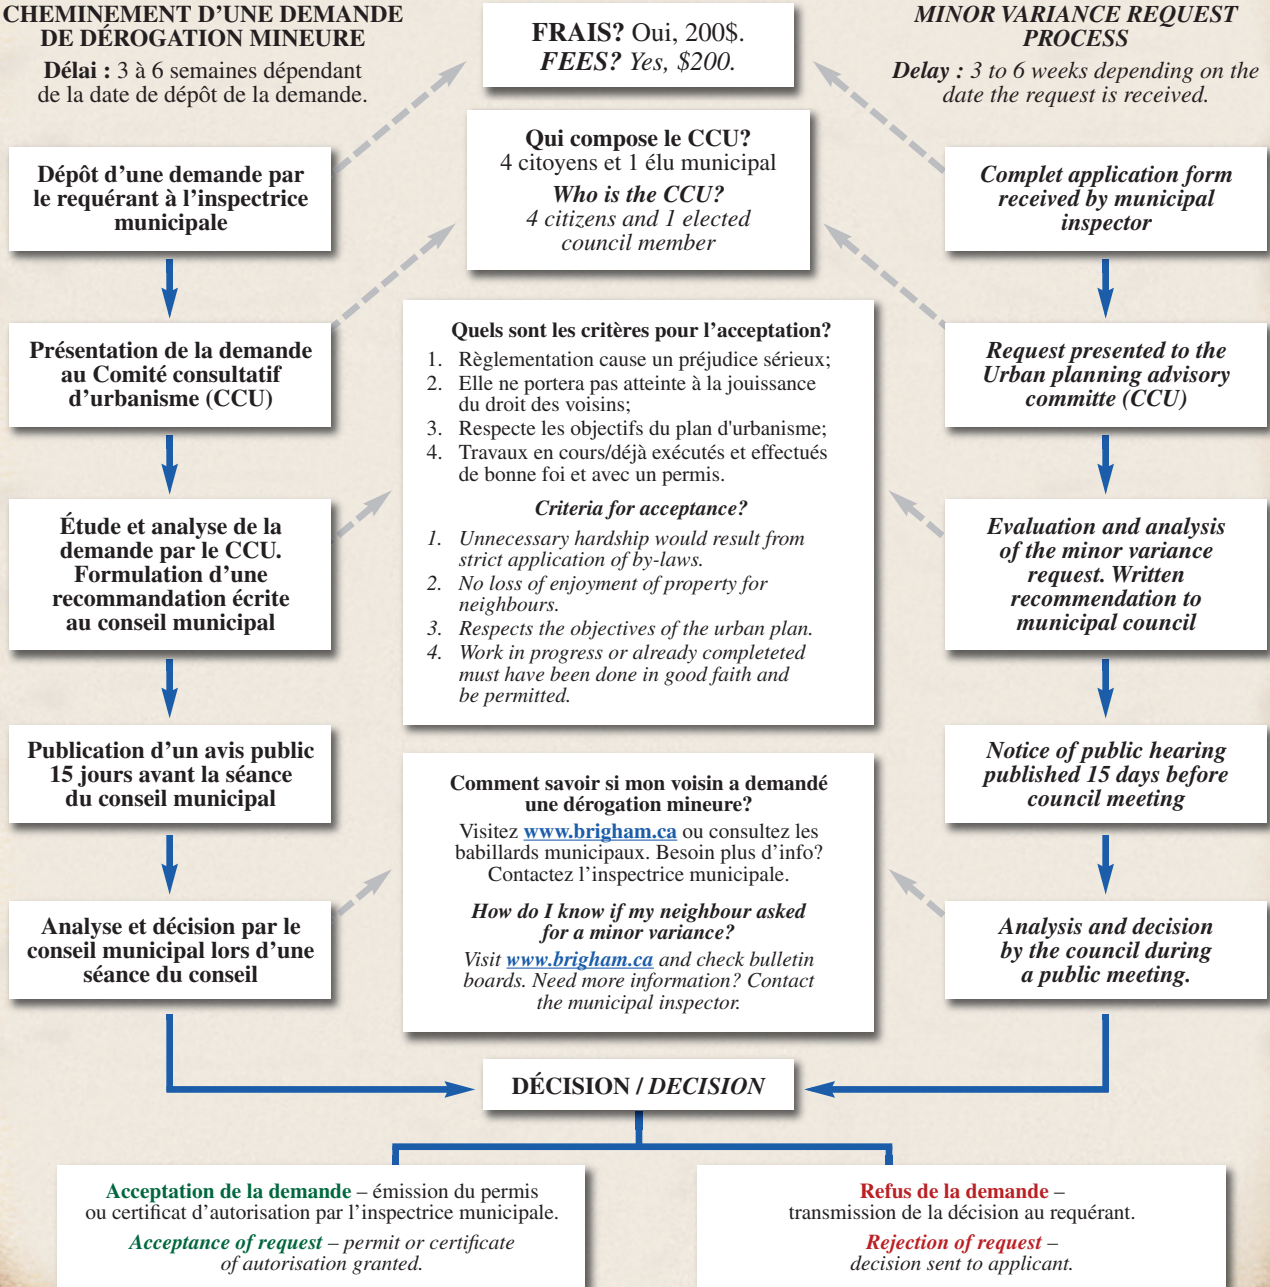 CHEMINEMENT D'UNE DEMANDE
DE DÉROGATION MINEURE
Délai : 3 à 6 semaines dépendant
de la date de dépôt de la demande.
FRAIS? Oui, 200$.
FEES? Yes, $200.
MINOR VARIANCE REQUEST
PROCESS
Delay : 3 to 6 weeks depending on the
date the request is received.
Qui compose le CCU?
4 citoyens et 1 élu municipal
Who is the CCU?
4 citizens and 1 elected
council member
Dépôt d'une demande par
le requérant à l'inspectrice
municipale
Présentation de la demande
au Comité consultatif
d'urbanisme (CCU)
Étude et analyse de la
demande par le CCU.
Formulation d'une
recommandation écrite
au conseil municipal
Publication d'un avis public
15 jours avant la séance
du conseil municipal
Analyse et décision par le
conseil municipal lors d'une
séance du conseil
Quels sont les critères pour l'acceptation?
1. Règlementation cause un préjudice sérieux;
2. Elle ne portera pas atteinte à la jouissance
du droit des voisins;
3. Respecte les objectifs du plan d'urbanisme;
4. Travaux en cours/déjà exécutés et effectués
de bonne foi et avec un permis.
Criteria for acceptance?
1. Unnecessary hardship would result from
strict application of by-laws.
2. No loss of enjoyment of property for
neighbours.
3. Respects the objectives of the urban plan.
4. Work in progress or already completeted
must have been done in good faith and
be permitted.
Comment savoir si mon voisin a demandé
une dérogation mineure?
Visitez www.brigham.ca ou consultez les
babillards municipaux. Besoin plus d'info?
Contactez l'inspectrice municipale.
How do I know if my neighbour asked
for a minor variance?
Visit www.brigham.ca and check bulletin
boards. Need more information? Contact
the municipal inspector.
Complet application form
received by municipal
inspector
Request presented to the
Urban planning advisory
committe (CCU)
Evaluation and analysis
of the minor variance
request. Written
recommendation to
municipal council
Notice of public hearing
published 15 days before
council meeting
Analysis and decision
by the council during
a public meeting.
DÉCISION / DECISION
Acceptation de la demande – émission du permis
ou certificat d'autorisation par l'inspectrice municipale.
Acceptance of request – permit or certificate
of autorisation granted.
Refus de la demande –
transmission de la décision au requérant.
Rejection of request –
decision sent to applicant.